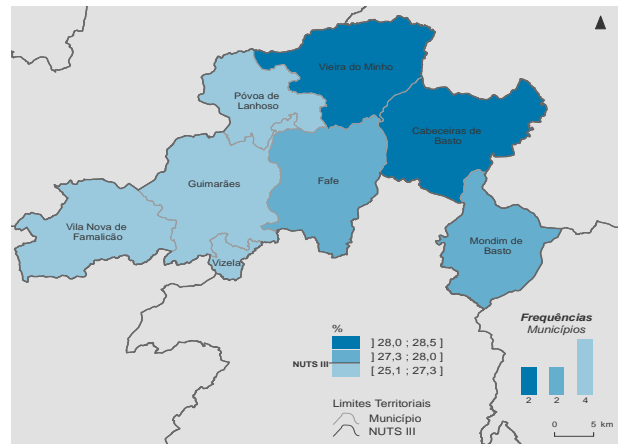 Vieira do Minho
Póvoa de
Lanhoso
Cabeceiras de
Basto
Guimarães
Fafe
Vila Nova de
Famalicão
Mondim de
Basto
Vizela
%
] 28,0 ; 28,5 ]
] 27,3 ; 28,0 ]
NUTS III
[ 25,1 ; 27,3 ]
Limites Territoriais
Município
NUTS III
Frequências
Municípios
2 2 4
0 5 km